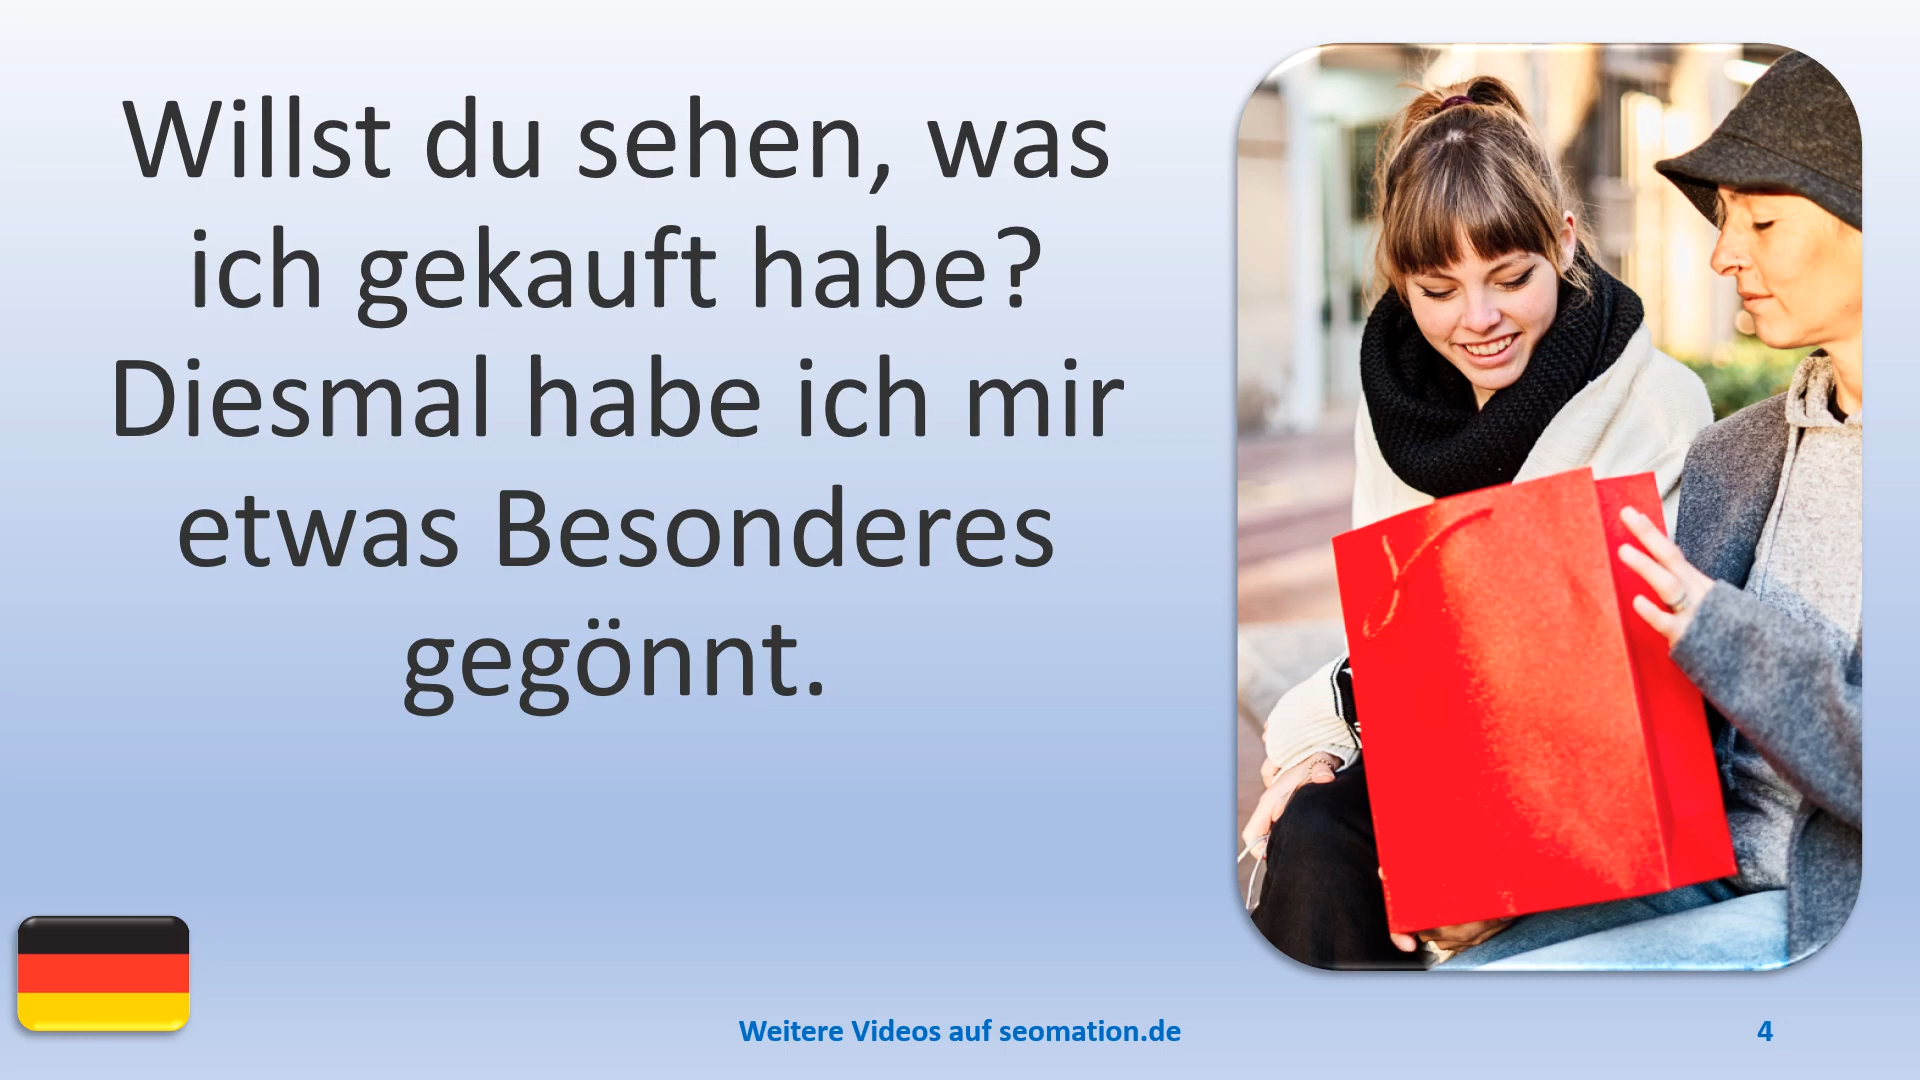 Willst du sehen, was
ich gekauft habe?
Diesmal habe ich mir
etwas Besonderes
gegönnt.
Weitere Videos auf seomation.de
4